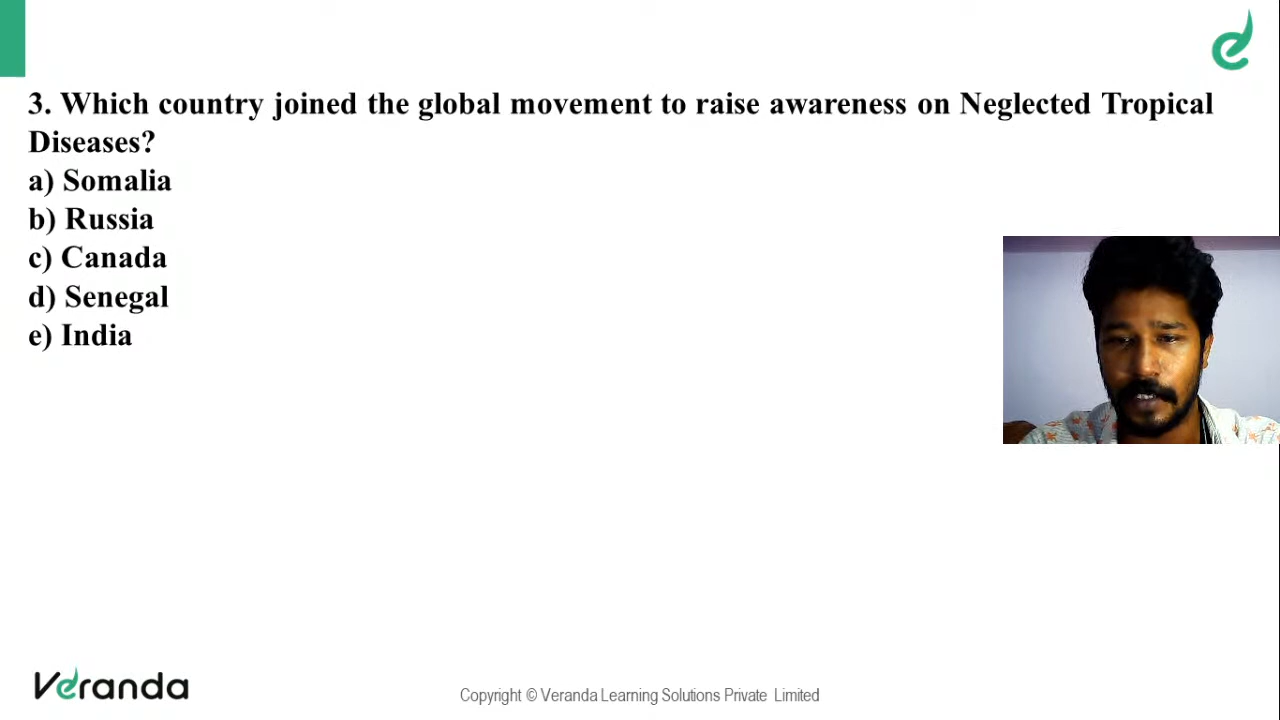 3. Which country joined the global movement to raise awareness on Neglected Tropical
Diseases?
a) Somalia
b) Russia
c) Canada
d) Senegal
e) India
Veranda
Copyright © Veranda Learning Solutions Private Limited